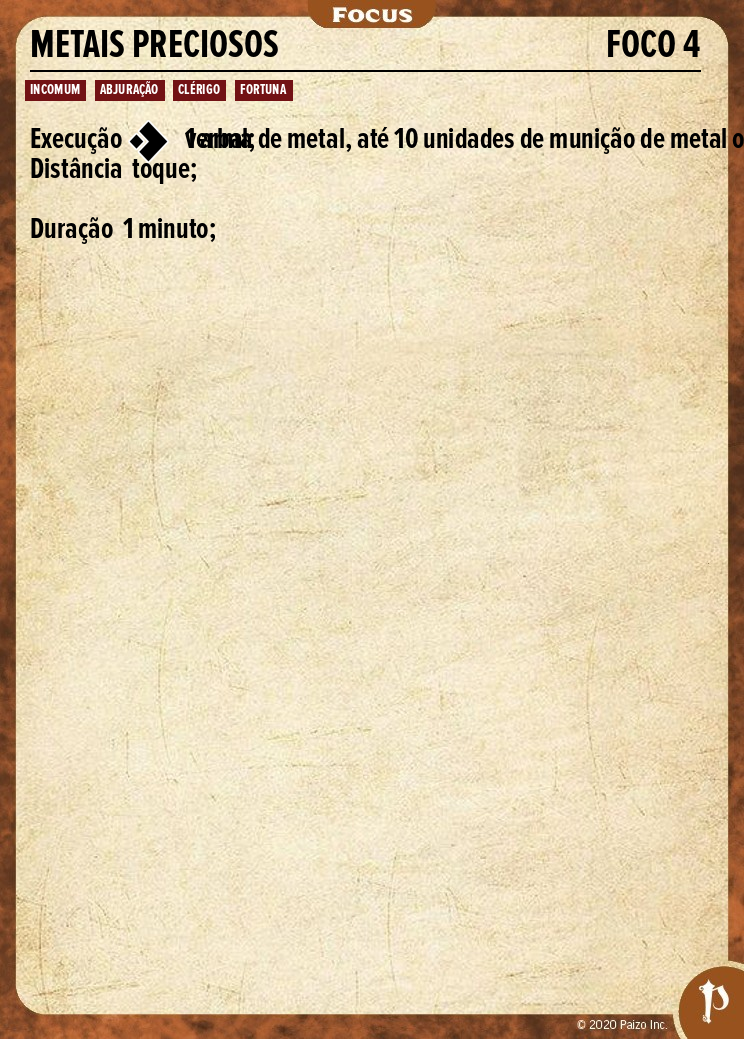 Focus
METAIS PRECIOSOS FOCO 4
INCOMUM ABJURAÇÃO CLÉRIGO FORTUNA
Execução de metal, até 10 unidades de munição de metal o
Distância toque;
Duração 1 minuto;
© 2020 Paizo Inc.